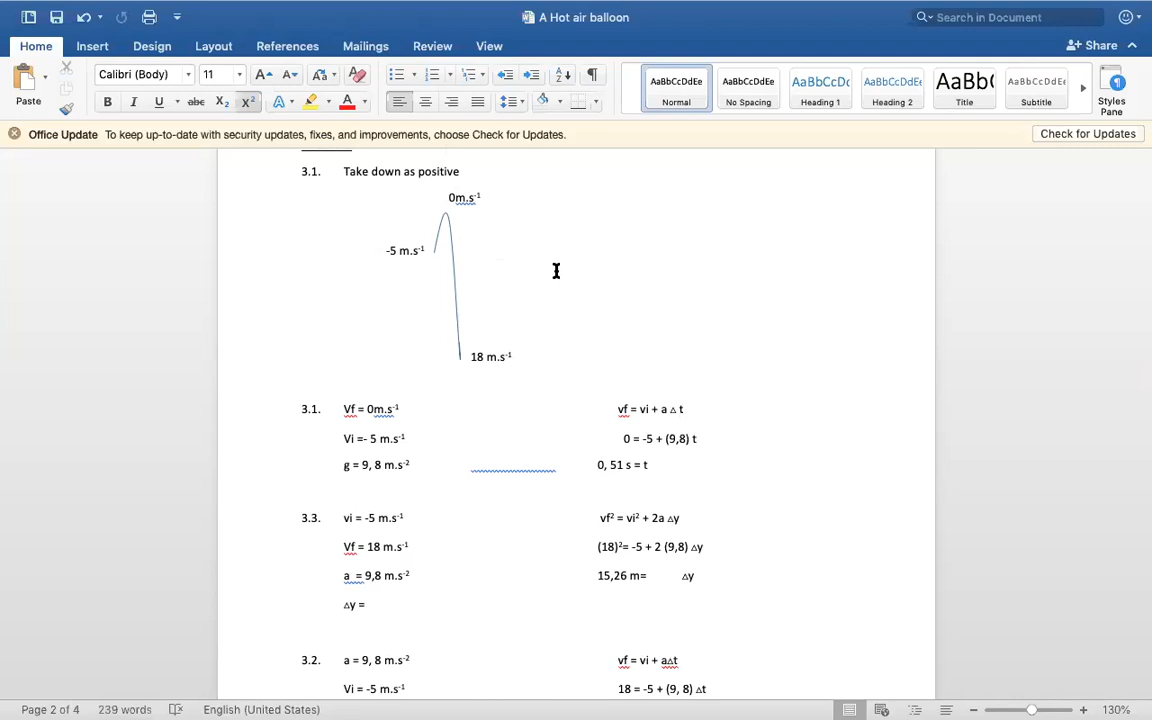 A Hot air balloon
Search in Document
Home Insert Design Layout References Mailings Review View
Share
Paste
Calibri (Body) 11
AaBbCcDdEe AaBbCcDdEe AaBbCcDc AaBbCcDdEe AaBb( AaBbCcDdEe
Normal No Spacing Heading 1 Heading 2 Title Subtitle
Styles
Pane
Office Update To keep up-to-date with security updates, fixes, and improvements, choose Check for Updates.
Check for Updates
3.1. Take down as positive
0m.s⁻¹
-5 m.s⁻¹
18 m.s⁻¹
3.1. Vf = 0m.s⁻¹ vf = vi + a △ t
Vi =- 5 m.s⁻¹ 0 = -5 + (9,8) t
g = 9, 8 m.s⁻² 0, 51 s = t
3.3. vi = -5 m.s⁻¹ vf² = vi² + 2a △y
Vf = 18 m.s⁻¹ (18)²= -5 + 2 (9,8) △y
a = 9,8 m.s⁻² 15,26 m= △y
△y =
3.2. a = 9, 8 m.s⁻² vf = vi + a△t
Vi = -5 m.s⁻¹ 18 = -5 + (9, 8) △t
Page 2 of 4 239 words English (United States) 130%